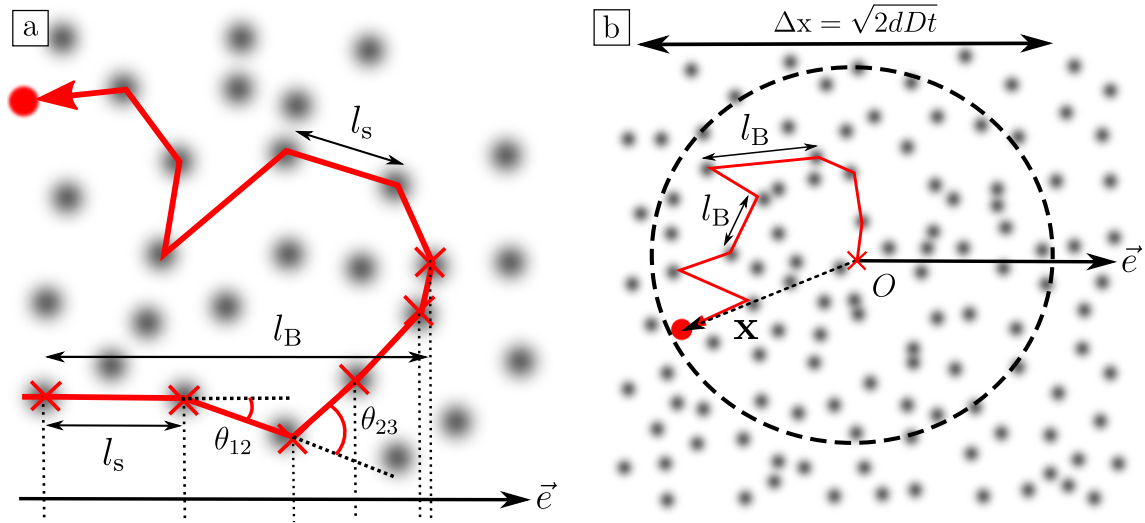 a
l_s
l_B
θ_12
θ_23
l_s
e⃗
b
Δx = √2dDt
l_B
l_B
e⃗
O
x